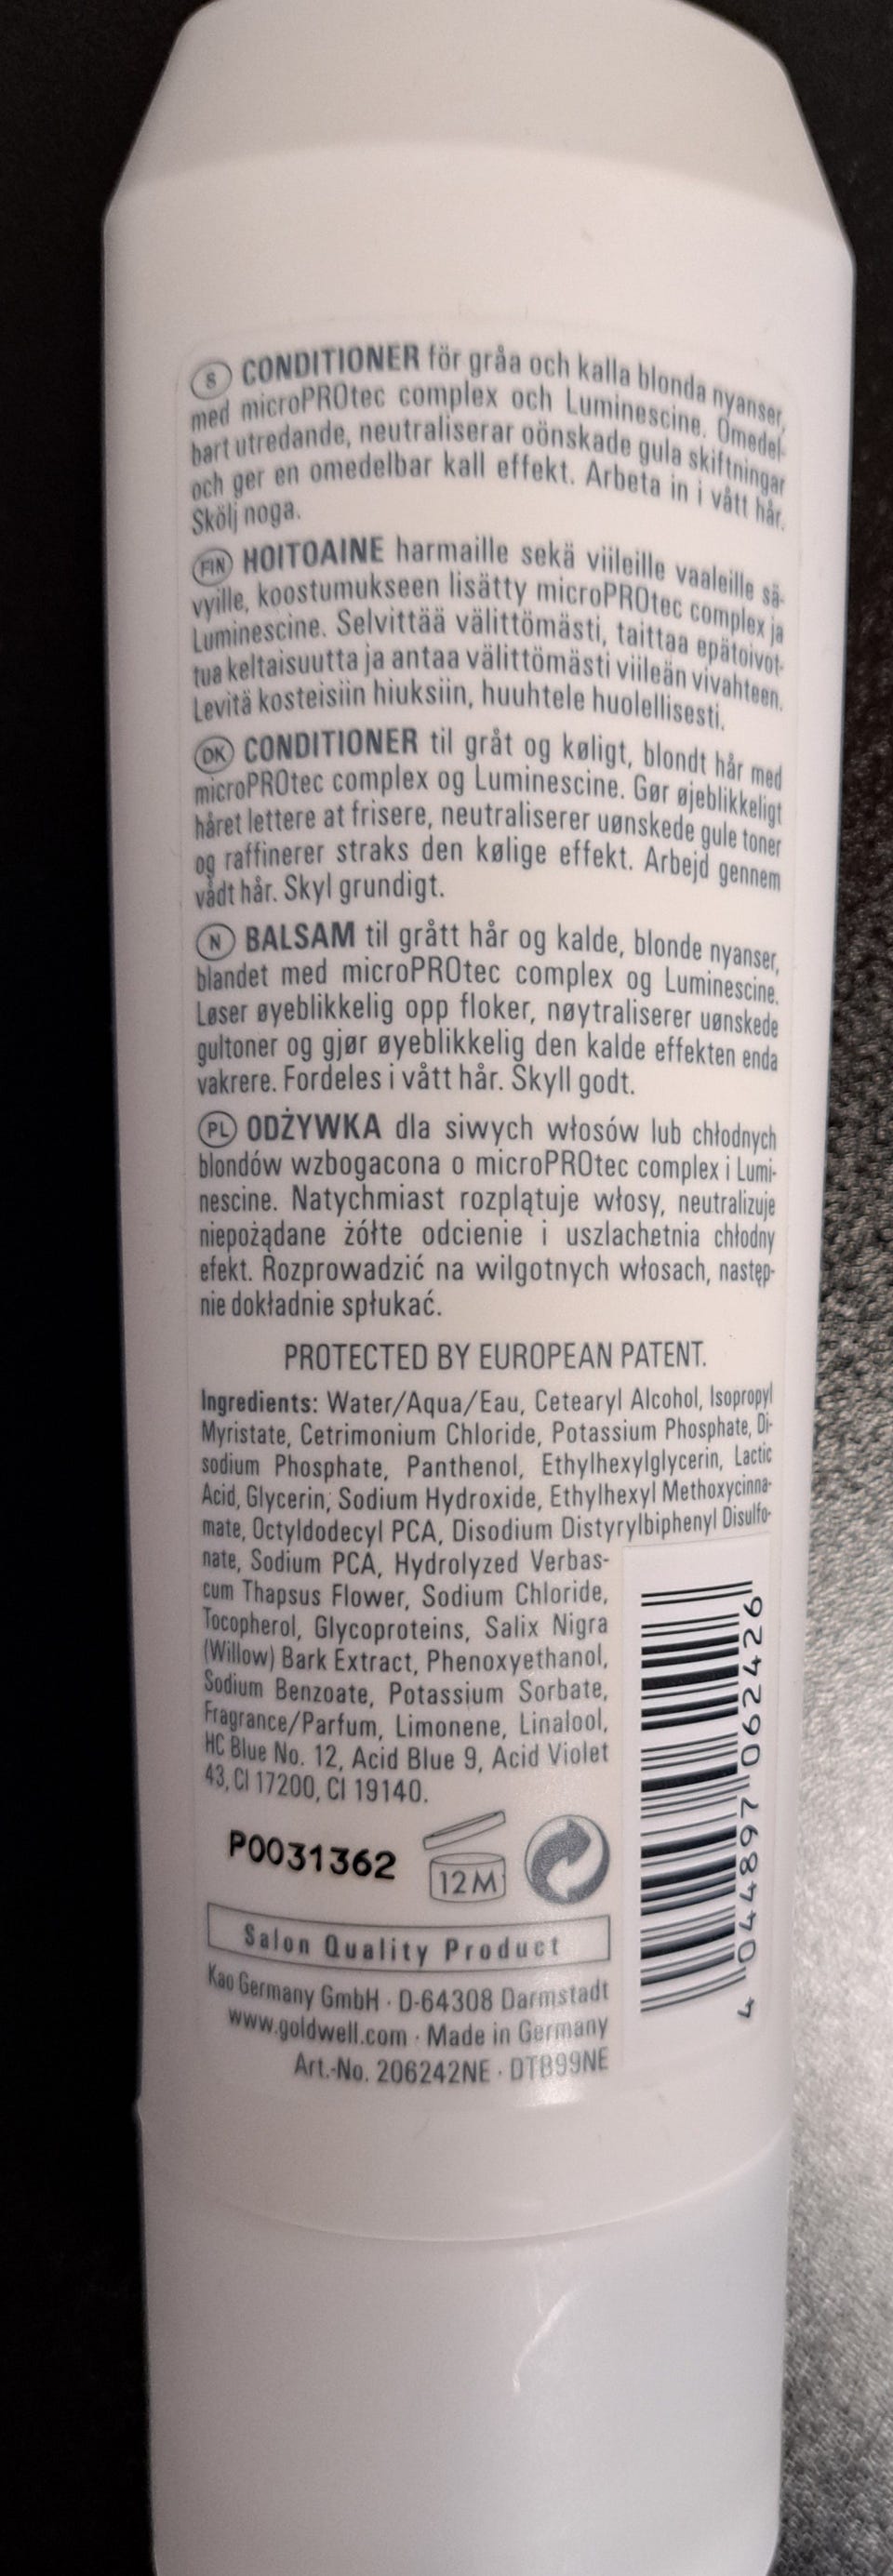 S CONDITIONER för gråa och kalla blonda nyanser,
med microPROtec complex och Luminescine. Omedel-
bart utredande, neutraliserar oönskade gula skiftningar
och ger en omedelbar kall effekt. Arbeta in i vått hår.
Skölj noga.
FIN HOITOAINE harmaille sekä viileille vaaleille sä-
vyille, koostumukseen lisätty microPROtec complex ja
Luminescine. Selvittää välittömästi, taittaa epätoivot-
tua keltaisuutta ja antaa välittömästi viileän vivahteen.
Levitä kosteisiin hiuksiin, huuhtele huolellisesti.
DK CONDITIONER til gråt og køligt, blondt hår med
microPROtec complex og Luminescine. Gør øjeblikkeligt
håret lettere at frisere, neutraliserer uønskede gule toner
og raffinerer straks den kølige effekt. Arbejd gennem
vådt hår. Skyl grundigt.
N BALSAM til grått hår og kalde, blonde nyanser,
blandet med microPROtec complex og Luminescine.
Løser øyeblikkelig opp floker, nøytraliserer uønskede
gultoner og gjør øyeblikkelig den kalde effekten enda
vakrere. Fordeles i vått hår. Skyll godt.
PL ODŻYWKA dla siwych włosów lub chłodnych
blondów wzbogacona o microPROtec complex i Lumi-
nescine. Natychmiast rozplątuje włosy, neutralizuje
niepożądane żółte odcienie i uszlachetnia chłodny
efekt. Rozprowadzić na wilgotnych włosach, następ-
nie dokładnie spłukać.
PROTECTED BY EUROPEAN PATENT.
Ingredients: Water/Aqua/Eau, Cetearyl Alcohol, Isopropyl
Myristate, Cetrimonium Chloride, Potassium Phosphate, Di-
sodium Phosphate, Panthenol, Ethylhexylglycerin, Lactic
Acid, Glycerin, Sodium Hydroxide, Ethylhexyl Methoxycinna-
mate, Octyldodecyl PCA, Disodium Distyrylbiphenyl Disulfo-
nate, Sodium PCA, Hydrolyzed Verbas-
cum Thapsus Flower, Sodium Chloride,
Tocopherol, Glycoproteins, Salix Nigra
(Willow) Bark Extract, Phenoxyethanol,
Sodium Benzoate, Potassium Sorbate,
Fragrance/Parfum, Limonene, Linalool,
HC Blue No. 12, Acid Blue 9, Acid Violet
43, CI 17200, CI 19140.
P0031362
12M
Salon Quality Product
Kao Germany GmbH · D-64308 Darmstadt
www.goldwell.com · Made in Germany
Art.-No. 206242NE · DTB99NE
4 044897 062426